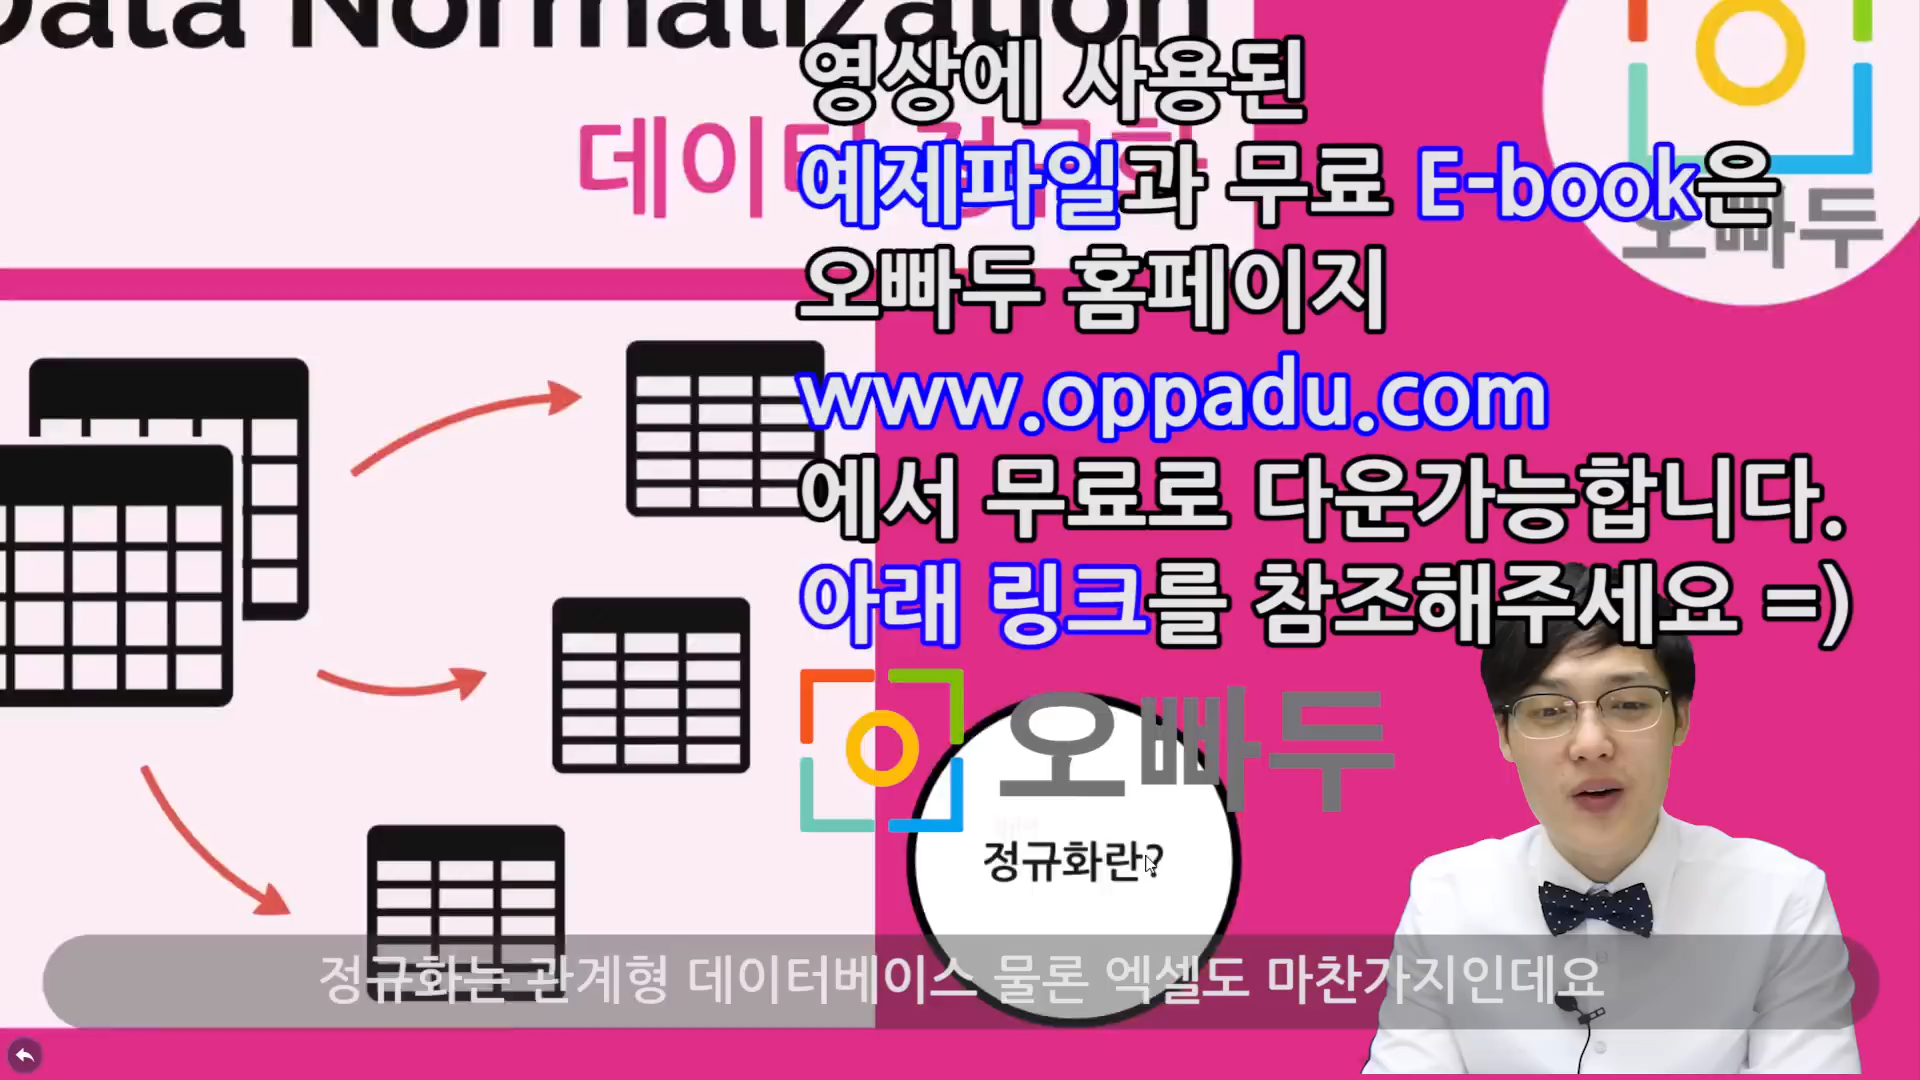 Data Normalization
데이터 정규화
영상에 사용된
예제파일과 무료 E-book은
오빠두 홈페이지
www.oppadu.com
에서 무료로 다운가능합니다.
아래 링크를 참조해주세요 =)
오빠두
오빠두
정규화란?
정규화는 관계형 데이터베이스 물론 엑셀도 마찬가지인데요